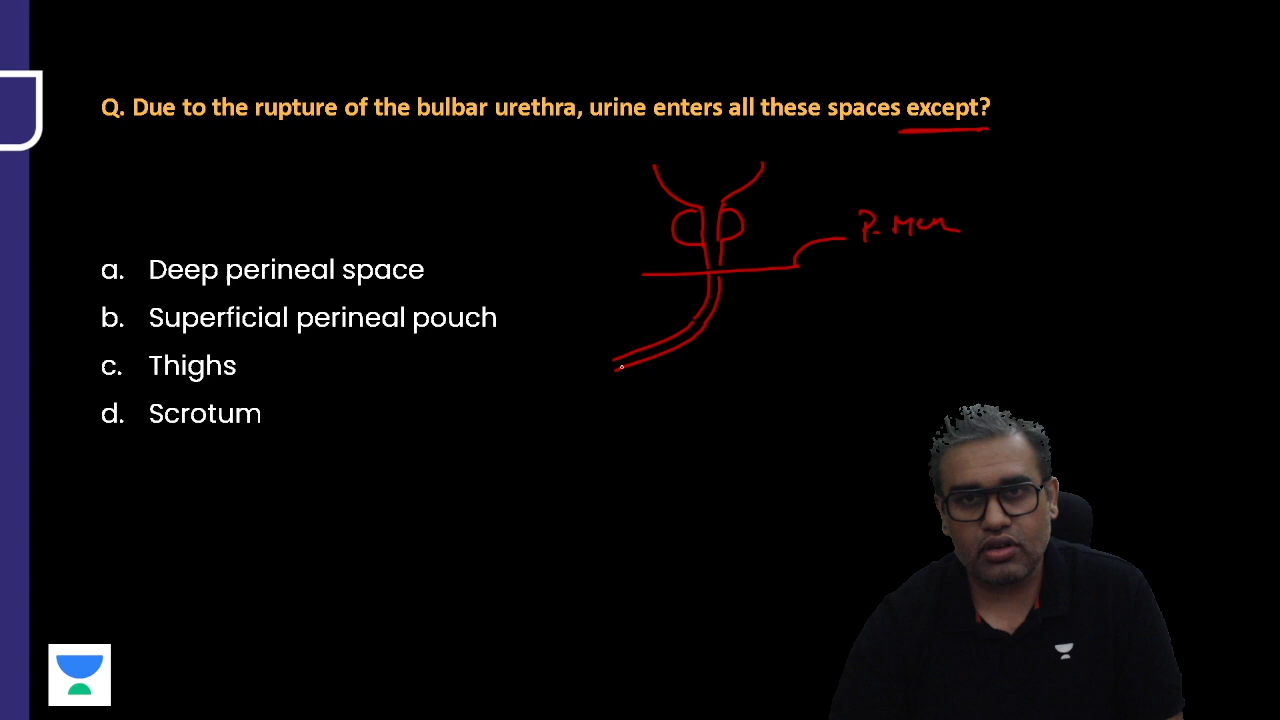 Q. Due to the rupture of the bulbar urethra, urine enters all these spaces except?
P. Mem
a. Deep perineal space
b. Superficial perineal pouch
c. Thighs
d. Scrotum